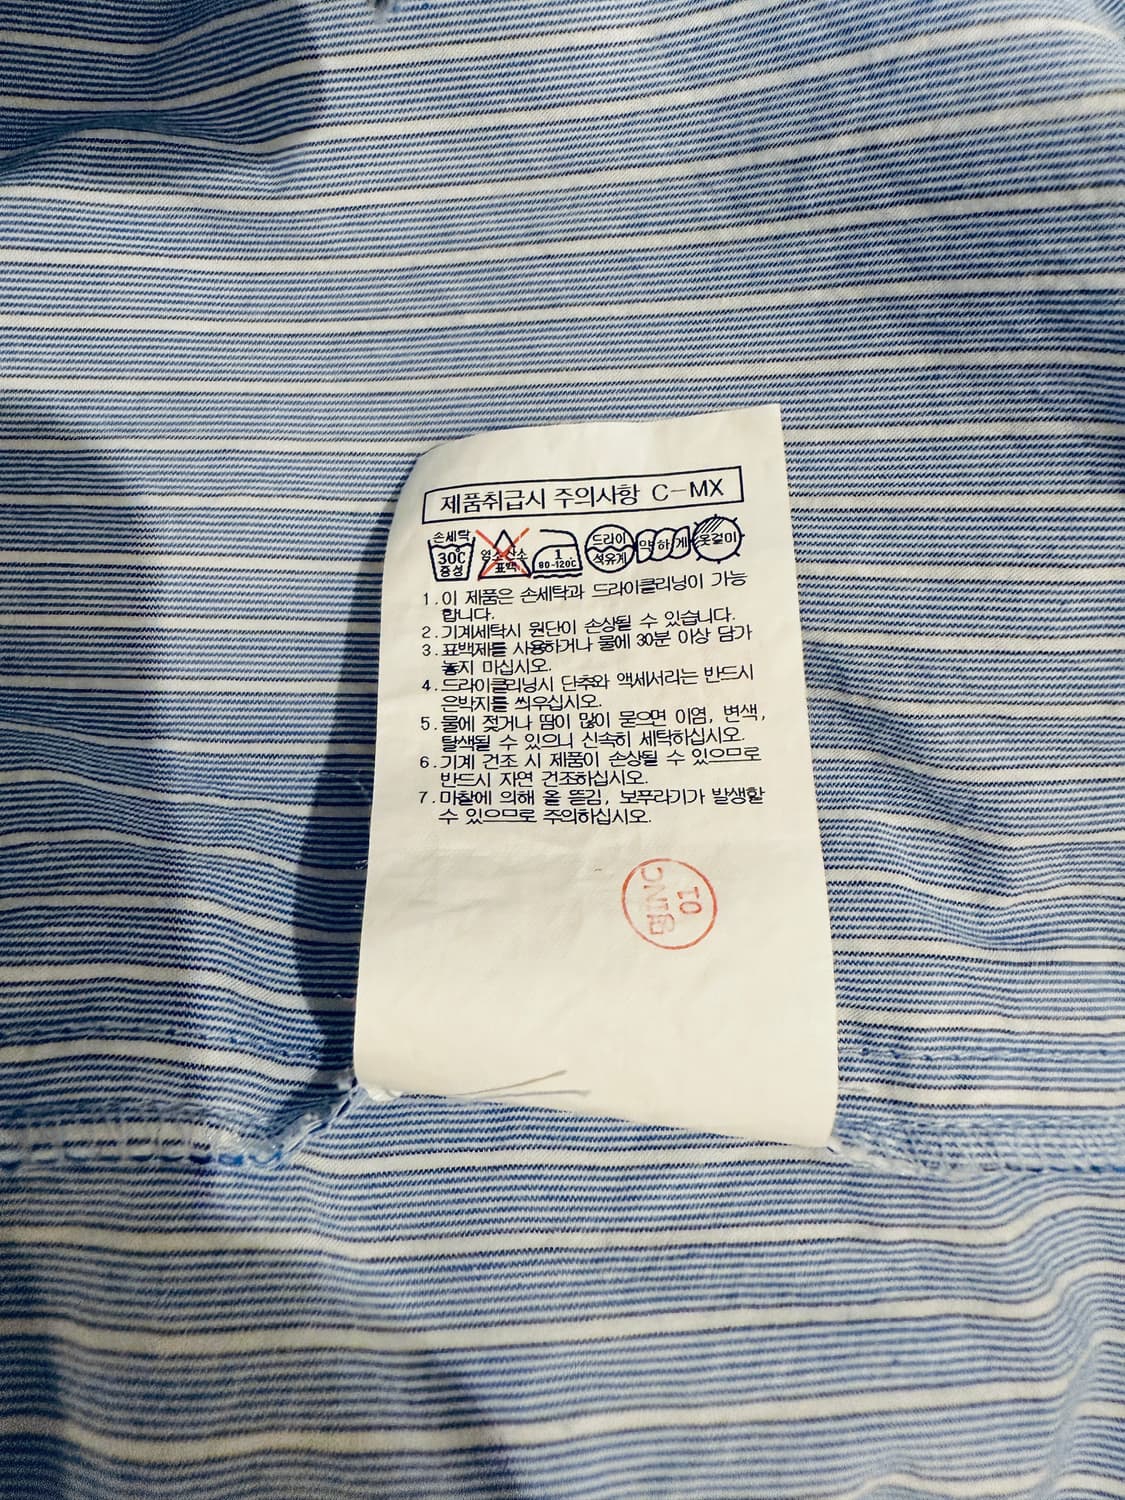 제품취급시 주의사항 C-MX
손세탁
30℃
중성
염소산소
표백
1
80-120℃
드라이
석유계
약하게
옷걸이
1.이 제품은 손세탁과 드라이클리닝이 가능
합니다.
2.기계세탁시 원단이 손상될 수 있습니다.
3.표백제를 사용하거나 물에 30분 이상 담가
놓지 마십시오.
4.드라이클리닝시 단추와 액세서리는 반드시
은박지를 씌우십시오.
5.물에 젖거나 땀이 많이 묻으면 이염, 변색,
탈색될 수 있으니 신속히 세탁하십시오.
6.기계 건조 시 제품이 손상될 수 있으므로
반드시 자연 건조하십시오.
7.마찰에 의해 올 뜯김, 보푸라기가 발생할
수 있으므로 주의하십시오.